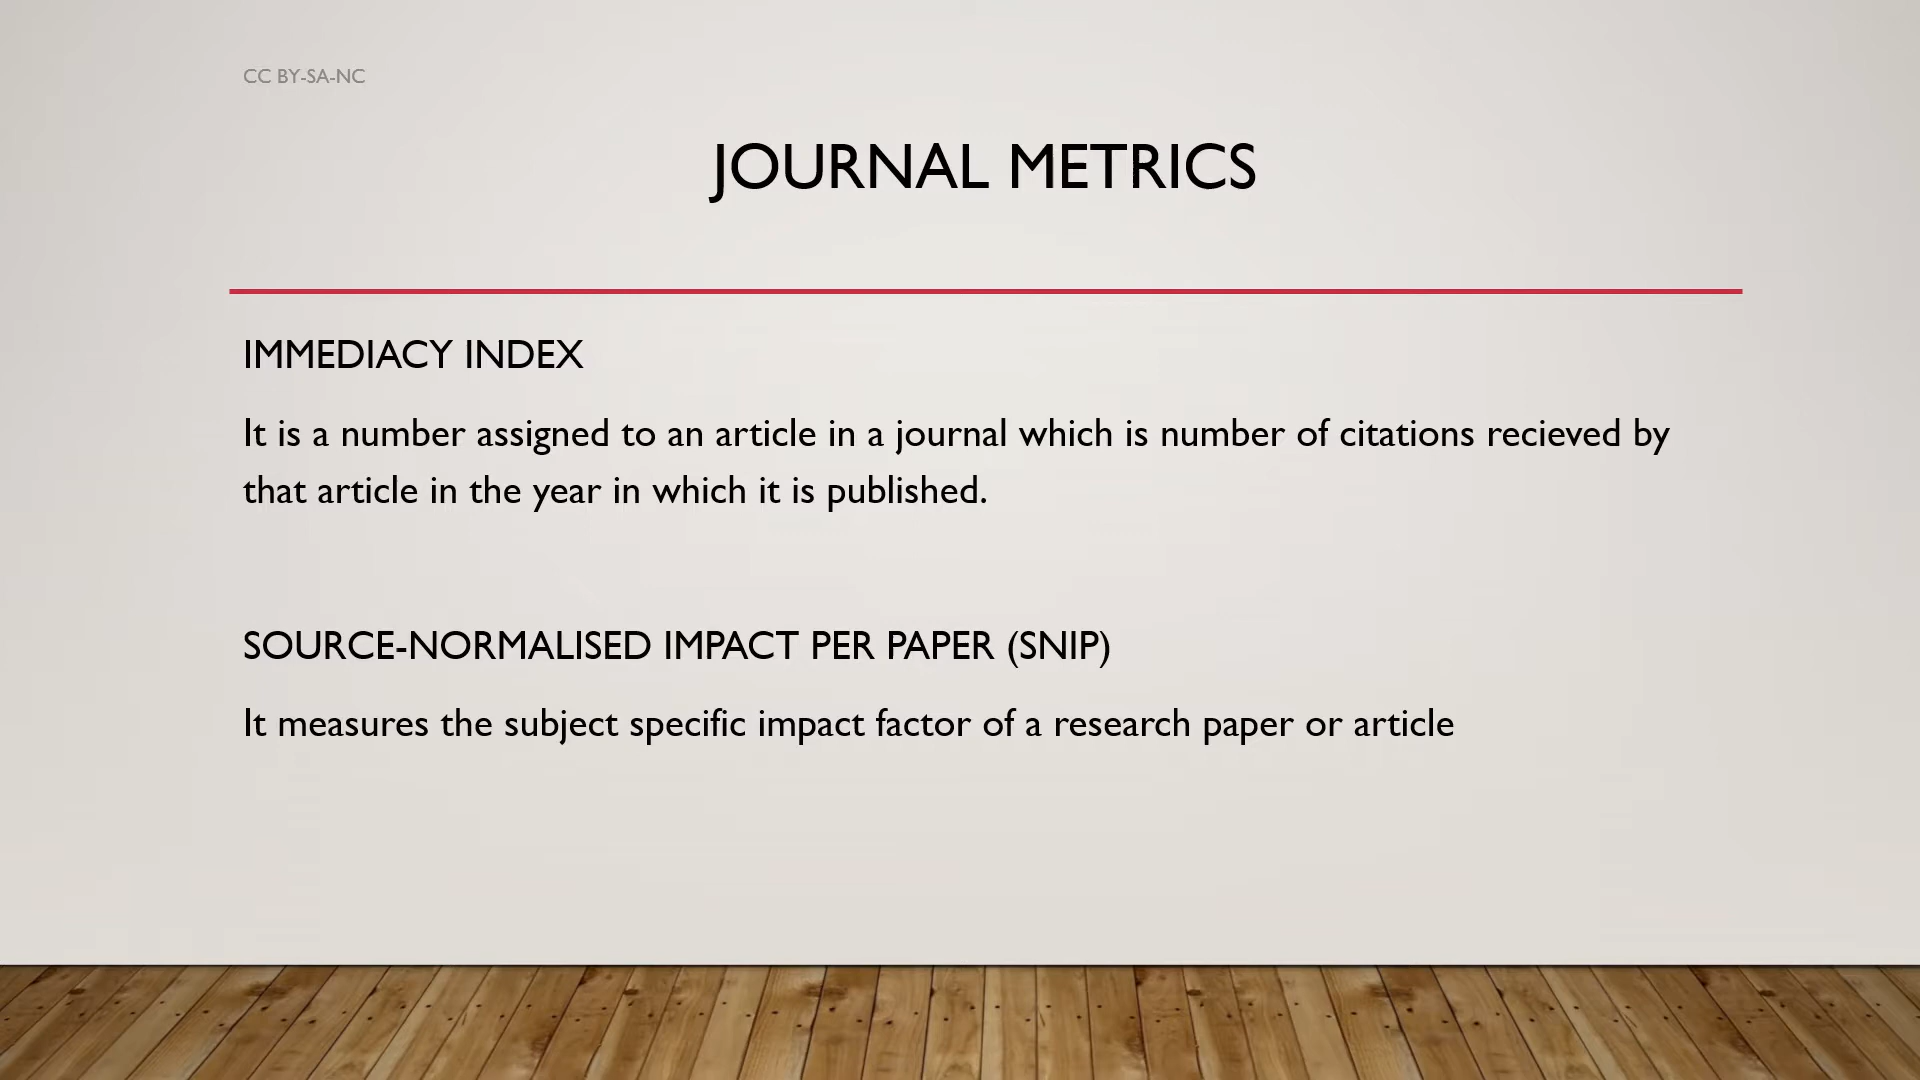 CC BY-SA-NC
JOURNAL METRICS
IMMEDIACY INDEX
It is a number assigned to an article in a journal which is number of citations recieved by
that article in the year in which it is published.
SOURCE-NORMALISED IMPACT PER PAPER (SNIP)
It measures the subject specific impact factor of a research paper or article